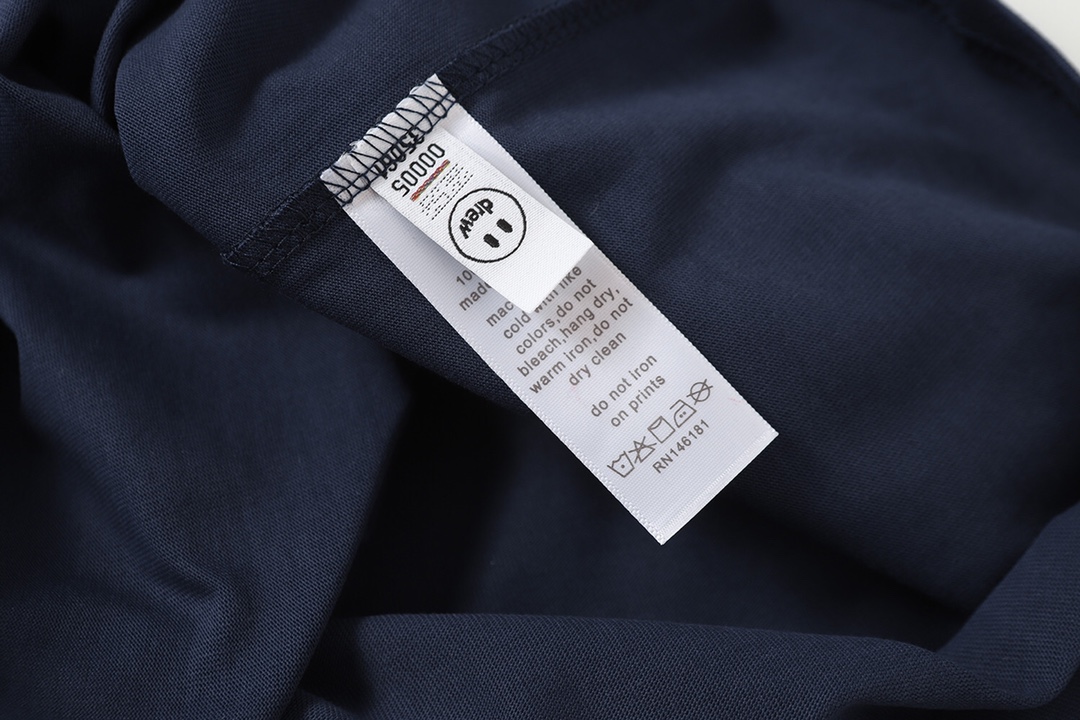 00005
drew
10
made
mac
cold with like
colors,do not
bleach,hang dry,
warm iron,do not
dry clean
do not iron
on prints
RN146181